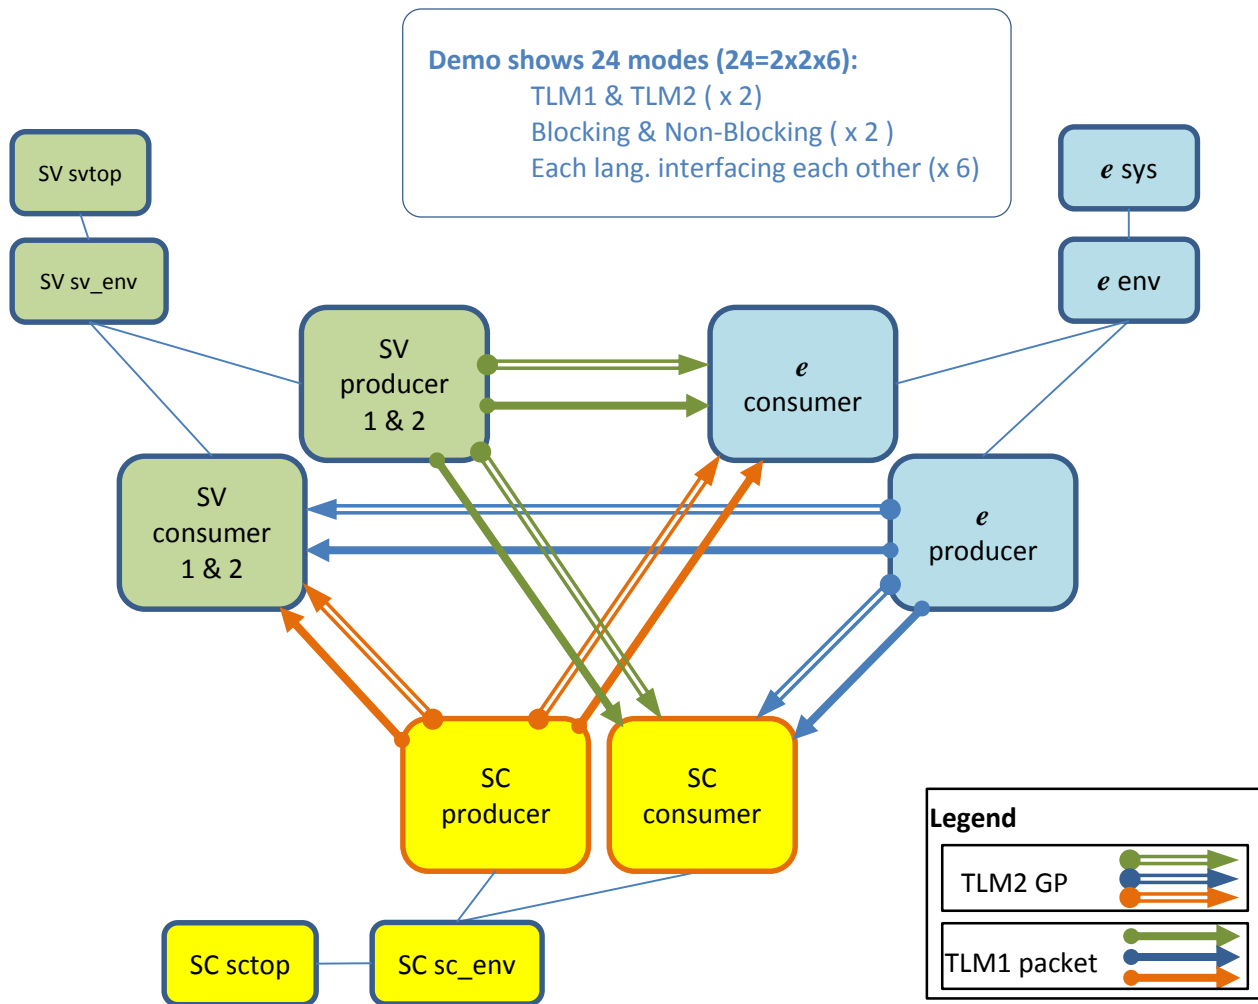 Demo shows 24 modes (24=2x2x6):
TLM1 & TLM2 ( x 2)
Blocking & Non-Blocking ( x 2 )
Each lang. interfacing each other (x 6)
SV svtop
SV sv_env
e sys
e env
SV
producer
1 & 2
e
consumer
SV
consumer
1 & 2
e
producer
SC
producer
SC
consumer
SC sctop
SC sc_env
Legend
TLM2 GP
TLM1 packet